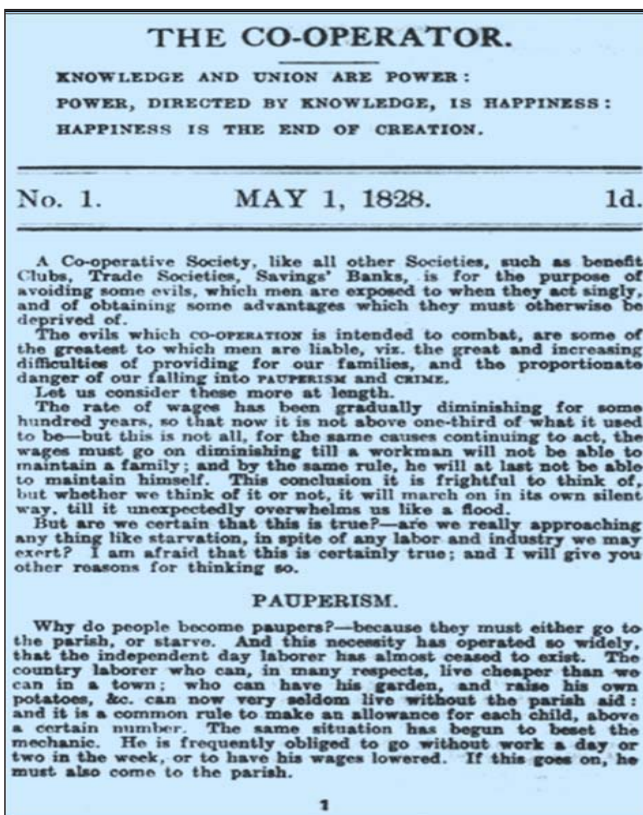 THE CO-OPERATOR.
KNOWLEDGE AND UNION ARE POWER:
POWER, DIRECTED BY KNOWLEDGE, IS HAPPINESS:
HAPPINESS IS THE END OF CREATION.
No. 1. MAY 1, 1828. 1d.
A Co-operative Society, like all other Societies, such as benefit
Clubs, Trade Societies, Savings' Banks, is for the purpose of
avoiding some evils, which men are exposed to when they act singly,
and of obtaining some advantages which they must otherwise be
deprived of.
The evils which CO-OPERATION is intended to combat, are some of
the greatest to which men are liable, viz. the great and increasing
difficulties of providing for our families, and the proportionate
danger of our falling into PAUPERISM and CRIME.
Let us consider these more at length.
The rate of wages has been gradually diminishing for some
hundred years, so that now it is not above one-third of what it used
to be—but this is not all, for the same causes continuing to act, the
wages must go on diminishing till a workman will not be able to
maintain a family; and by the same rule, he will at last not be able
to maintain himself. This conclusion it is frightful to think of,
but whether we think of it or not, it will march on in its own silent
way, till it unexpectedly overwhelms us like a flood.
But are we certain that this is true?—are we really approaching
any thing like starvation, in spite of any labor and industry we may
exert? I am afraid that this is certainly true; and I will give you
other reasons for thinking so.
PAUPERISM.
Why do people become paupers?—because they must either go to
the parish, or starve. And this necessity has operated so widely,
that the independent day laborer has almost ceased to exist. The
country laborer who can, in many respects, live cheaper than we
can in a town; who can have his garden, and raise his own
potatoes, &c. can now very seldom live without the parish aid:
and it is a common rule to make an allowance for each child, above
a certain number. The same situation has begun to beset the
mechanic. He is frequently obliged to go without work a day or
two in the week, or to have his wages lowered. If this goes on, he
must also come to the parish.
1